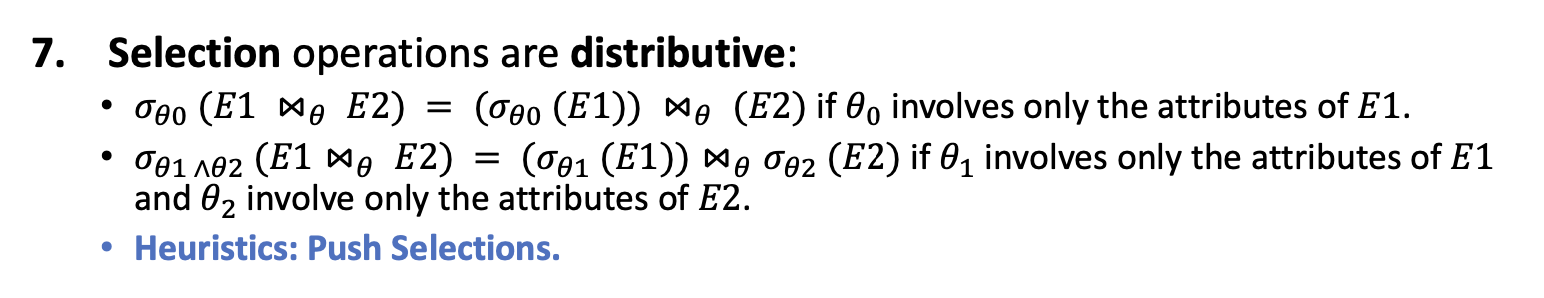 7. Selection operations are distributive:
• σθ0 (E1 ⋈θ E2) = (σθ0 (E1)) ⋈θ (E2) if θ0 involves only the attributes of E1.
• σθ1 ∧θ2 (E1 ⋈θ E2) = (σθ1 (E1)) ⋈θ σθ2 (E2) if θ1 involves only the attributes of E1
and θ2 involve only the attributes of E2.
• Heuristics: Push Selections.